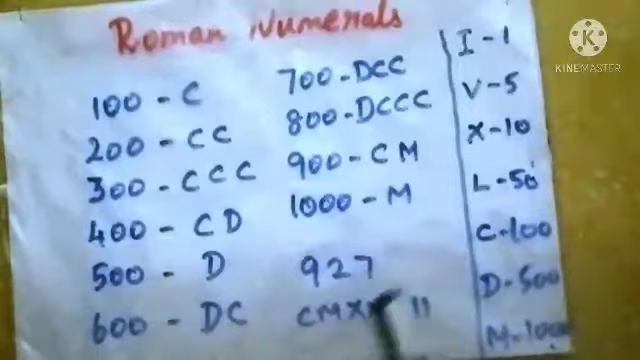 Roman Numerals
100 - C
200 - CC
300 - CCC
400 - CD
500 - D
600 - DC
700 - DCC
800 - DCCC
900 - CM
1000 - M
927
I - 1
V - 5
X - 10
L - 50
C - 100
D - 500
M - 1000
KINEMASTER